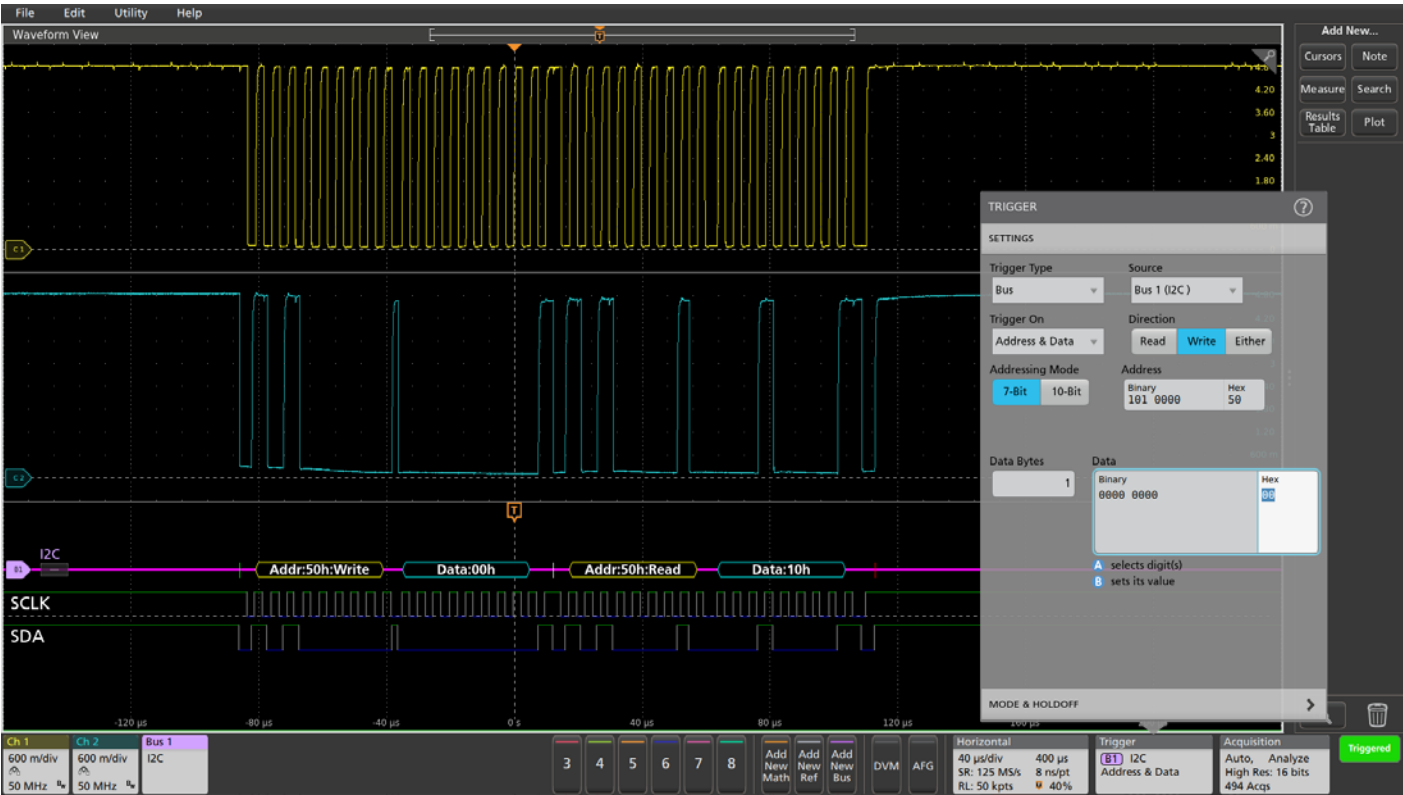 File Edit Utility Help
Waveform View
Add New...
Cursors Note
Measure Search
Results Table Plot
4.20
3.60
3
2.40
1.80
C1
C2
TRIGGER ?
SETTINGS
Trigger Type Source
Bus Bus 1 (I2C )
Trigger On Direction
Address & Data Read Write Either
Addressing Mode Address
7-Bit 10-Bit Binary Hex
101 0000 50
Data Bytes Data
1 Binary Hex
0000 0000 00
A selects digit(s)
B sets its value
MODE & HOLDOFF
T
T
I2C
B1 Addr:50h:Write Data:00h Addr:50h:Read Data:10h
SCLK
SDA
-120 µs -80 µs -40 µs 0 s 40 µs 80 µs 120 µs 160 µs
Ch 1
600 m/div
50 MHz
Ch 2
600 m/div
50 MHz
Bus 1
I2C
3 4 5 6 7 8
Add New Math
Add New Ref
Add New Bus
DVM AFG
Horizontal
40 µs/div 400 µs
SR: 125 MS/s 8 ns/pt
RL: 50 kpts 40%
Trigger
B1 I2C
Address & Data
Acquisition
Auto, Analyze
High Res: 16 bits
494 Acqs
Triggered